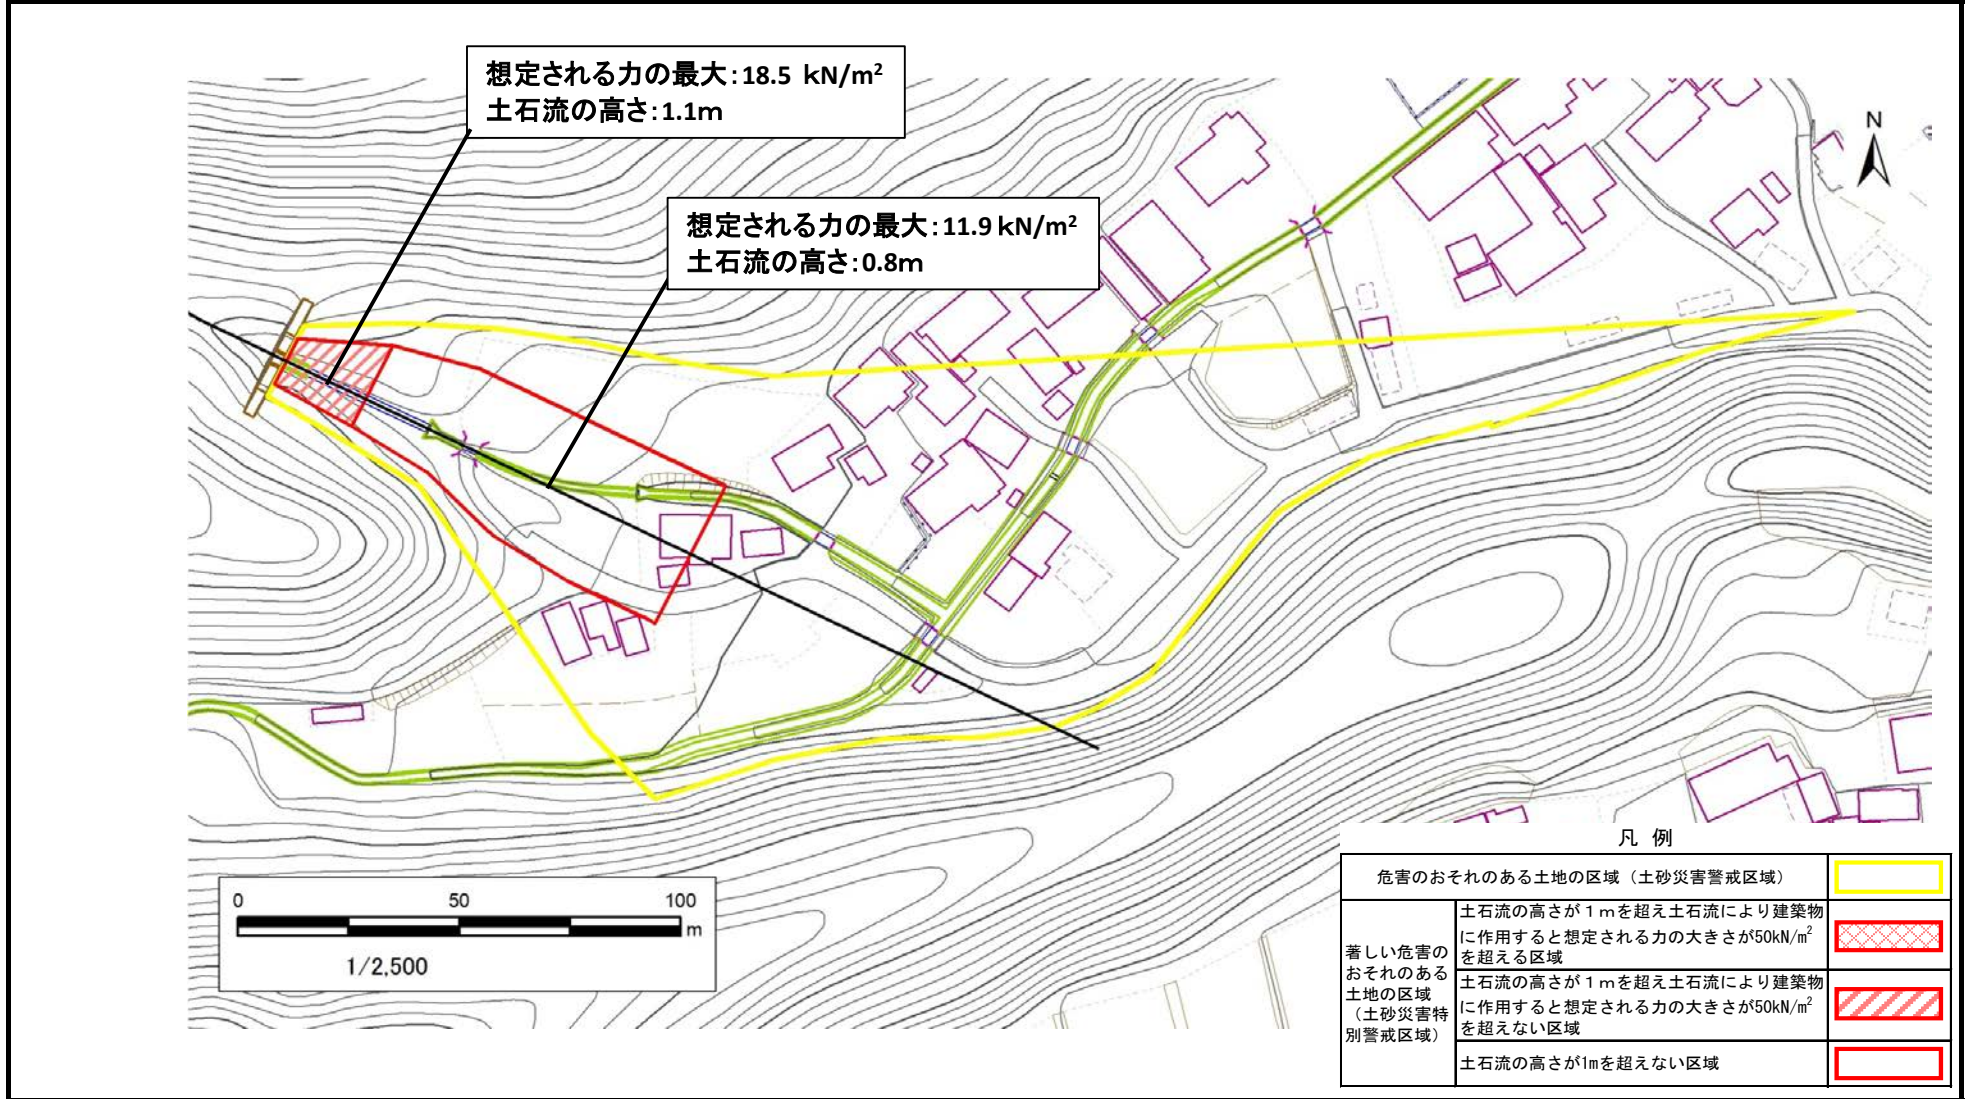 想定される力の最大：18.5 kN/m²
土石流の高さ：1.1m
想定される力の最大：11.9 kN/m²
土石流の高さ：0.8m
N
0 50 100
m
1/2,500
凡 例
危害のおそれのある土地の区域（土砂災害警戒区域）
著しい危害の
おそれのある
土地の区域
（土砂災害特
別警戒区域）
土石流の高さが１ｍを超え土石流により建築物
に作用すると想定される力の大きさが50kN/m²
を超える区域
土石流の高さが１ｍを超え土石流により建築物
に作用すると想定される力の大きさが50kN/m²
を超えない区域
土石流の高さが1mを超えない区域